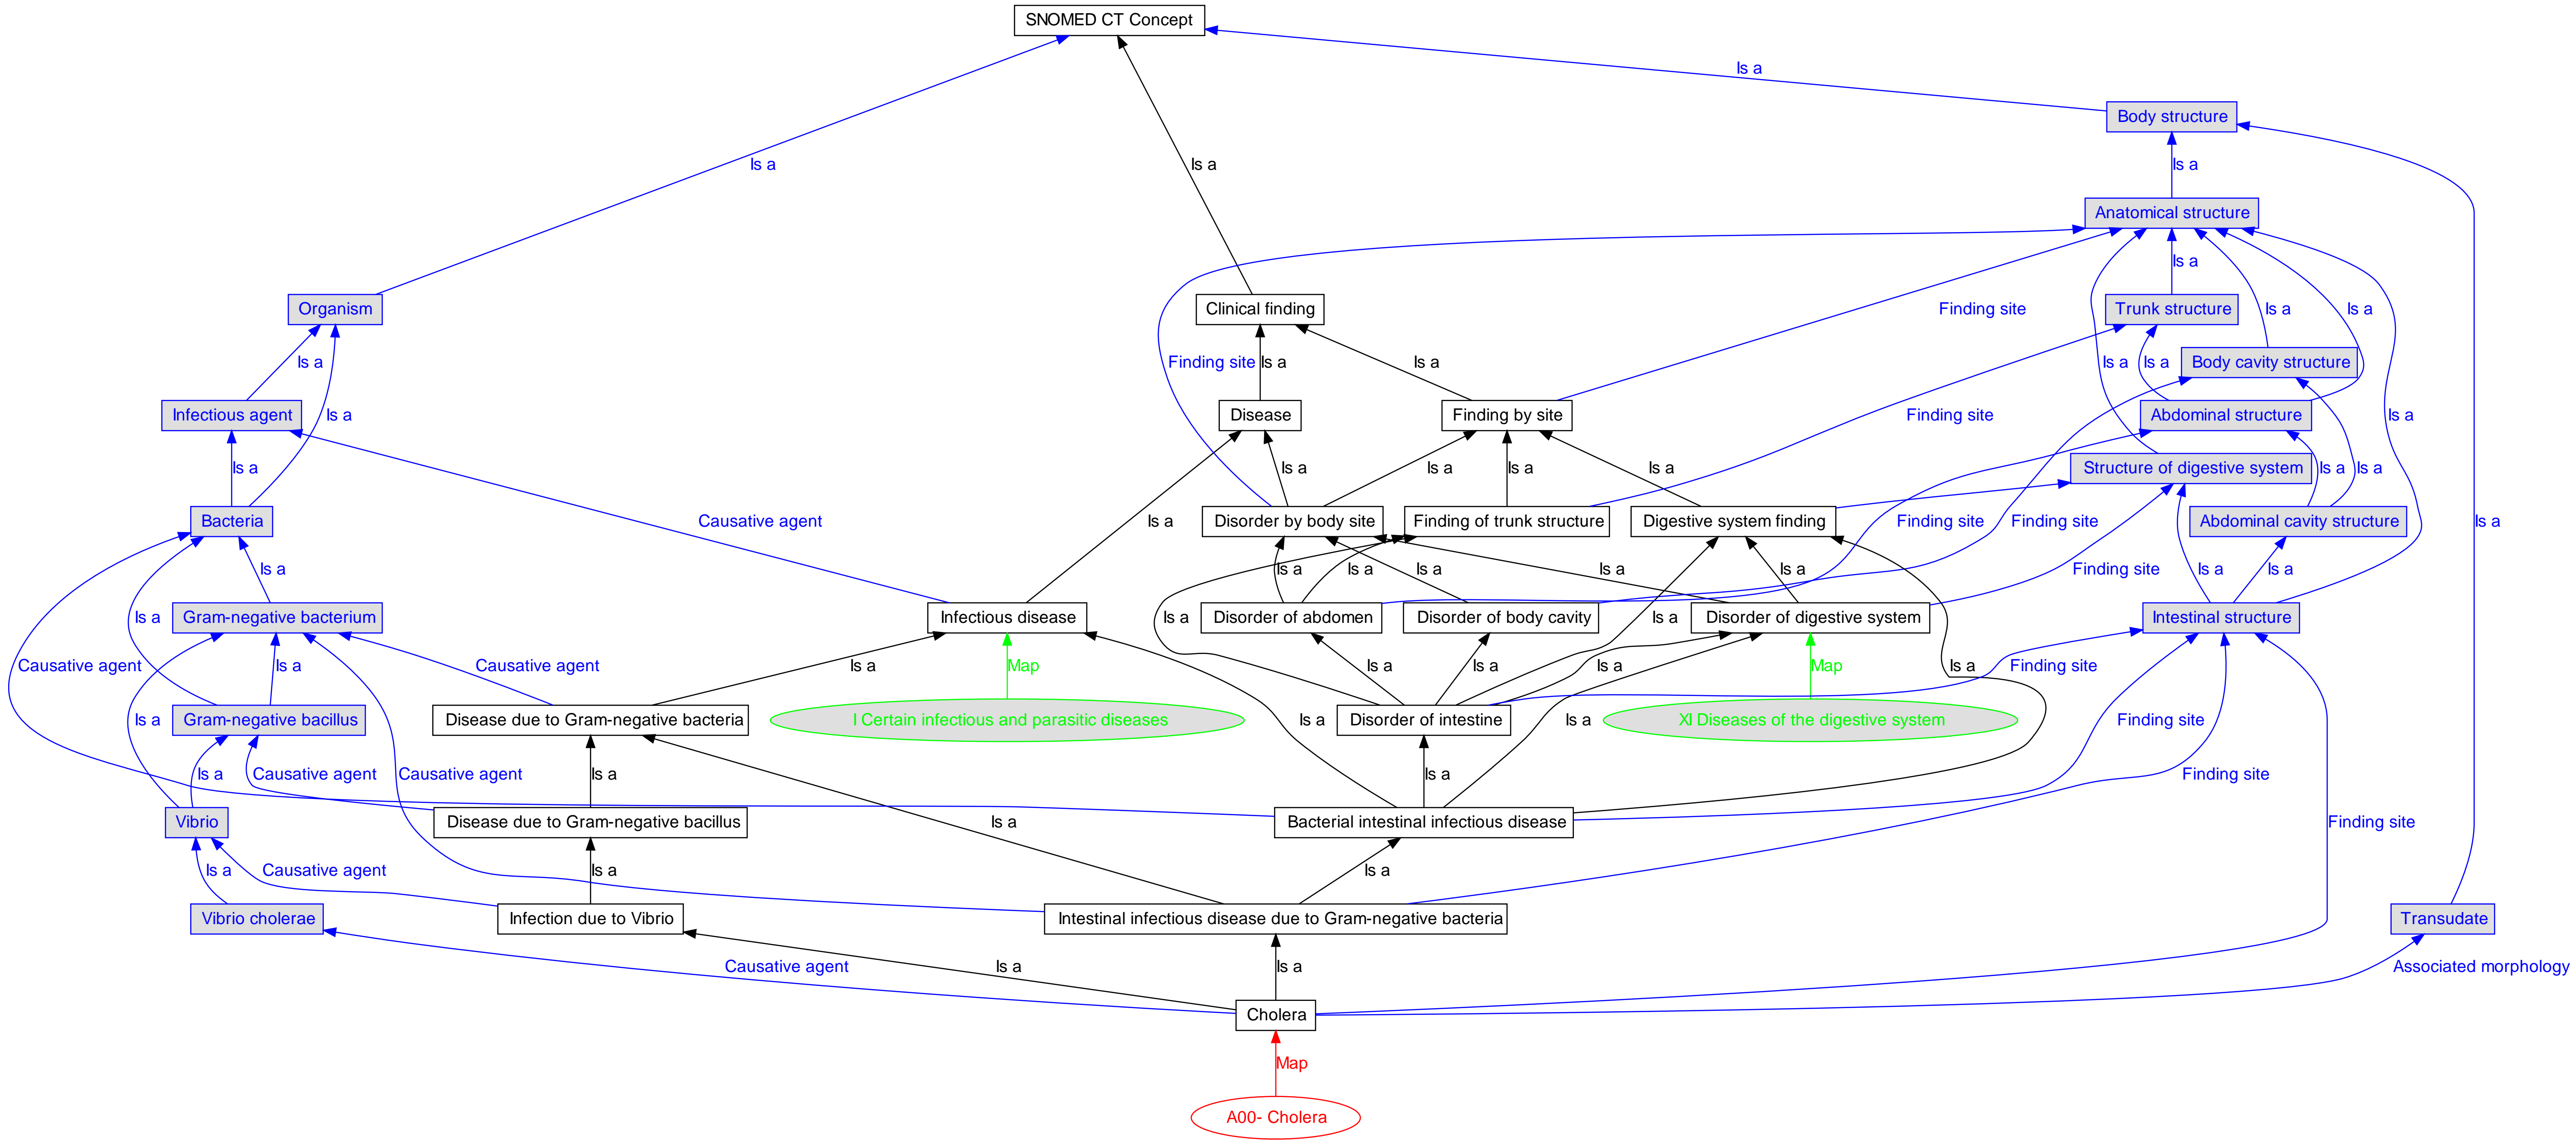 SNOMED CT Concept
Is a
Body structure
Is a
Is a
Is a
Anatomical structure
Is a
Organism
Clinical finding
Finding site
Trunk structure
Is a
Is a
Is a
Finding site
Is a
Is a
Is a
Is a
Body cavity structure
Infectious agent
Is a
Disease
Finding by site
Finding site
Abdominal structure
Is a
Is a
Is a
Is a
Is a
Structure of digestive system
Is a
Is a
Bacteria
Causative agent
Is a
Disorder by body site
Finding of trunk structure
Digestive system finding
Finding site
Finding site
Abdominal cavity structure
Is a
Is a
Is a
Is a
Is a
Is a
Is a
Finding site
Is a
Is a
Is a
Gram-negative bacterium
Infectious disease
Disorder of abdomen
Disorder of body cavity
Disorder of digestive system
Intestinal structure
Is a
Is a
Causative agent
Is a
Causative agent
Is a
Map
Is a
Is a
Is a
Map
Is a
Finding site
Is a
Gram-negative bacillus
Disease due to Gram-negative bacteria
I Certain infectious and parasitic diseases
Is a
Disorder of intestine
Is a
XI Diseases of the digestive system
Finding site
Is a
Causative agent
Causative agent
Is a
Is a
Finding site
Vibrio
Disease due to Gram-negative bacillus
Is a
Bacterial intestinal infectious disease
Finding site
Is a
Causative agent
Is a
Is a
Vibrio cholerae
Infection due to Vibrio
Intestinal infectious disease due to Gram-negative bacteria
Transudate
Causative agent
Is a
Is a
Associated morphology
Cholera
Map
A00- Cholera